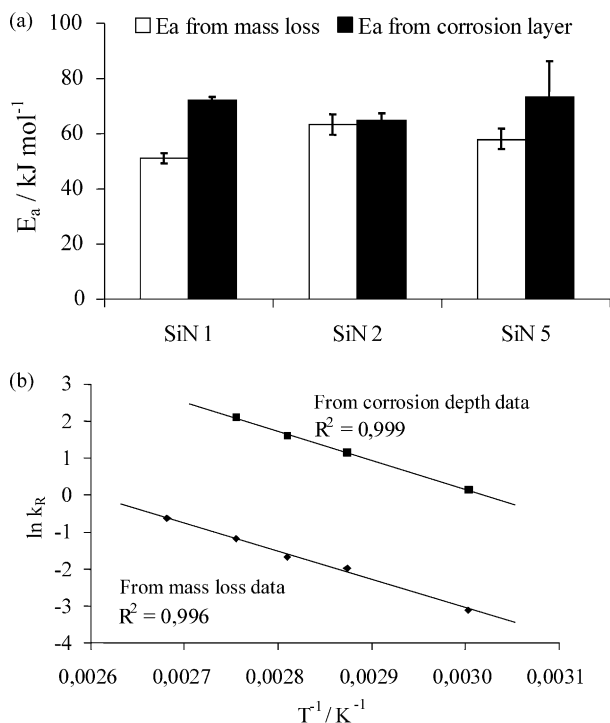 (a)
Ea from mass loss
Ea from corrosion layer
100
80
60
40
20
0
E_a / kJ mol⁻¹
SiN 1
SiN 2
SiN 5
(b)
3
2
1
0
-1
-2
-3
-4
ln k_R
From corrosion depth data
R² = 0,999
From mass loss data
R² = 0,996
0,0026
0,0027
0,0028
0,0029
0,0030
0,0031
T⁻¹ / K⁻¹